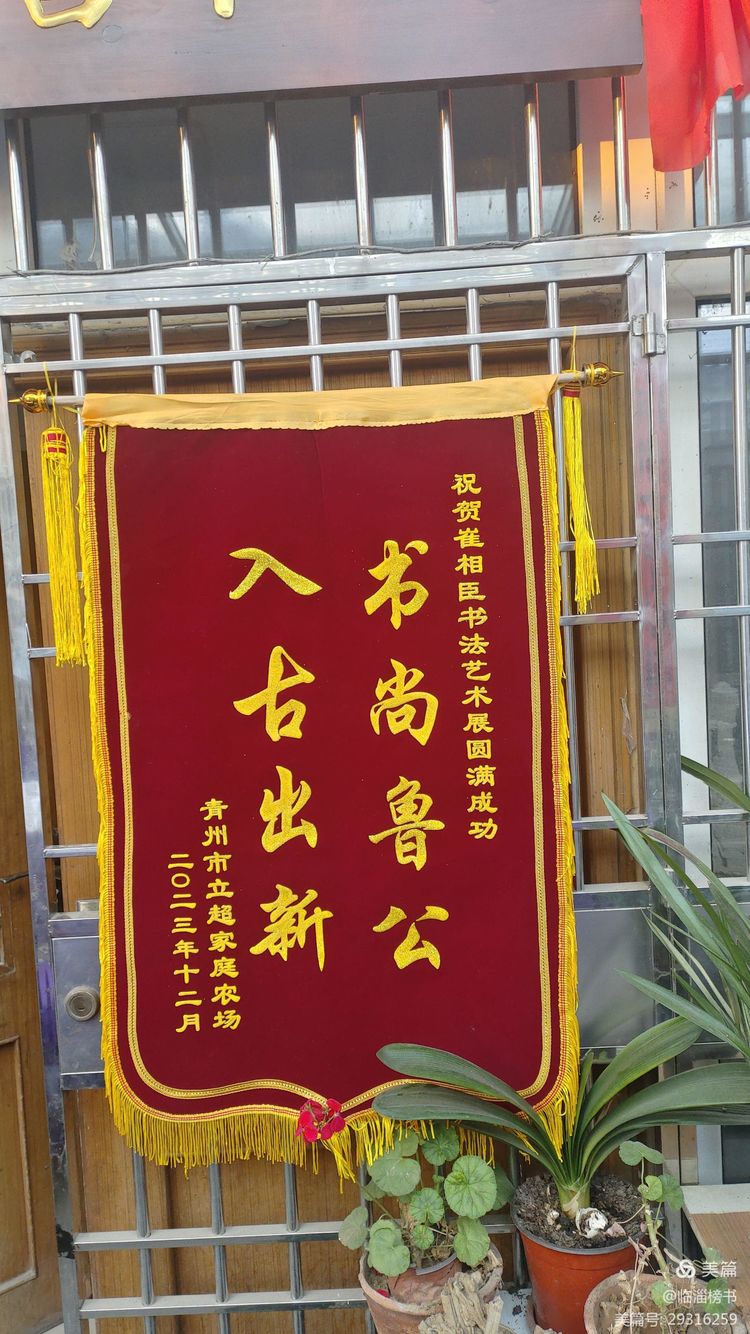 祝贺崔相臣书法艺术展圆满成功
书尚鲁公
入古出新
青州市立超家庭农场
二〇二三年十二月
美篇
@临淄榜书
美篇号: 29316259